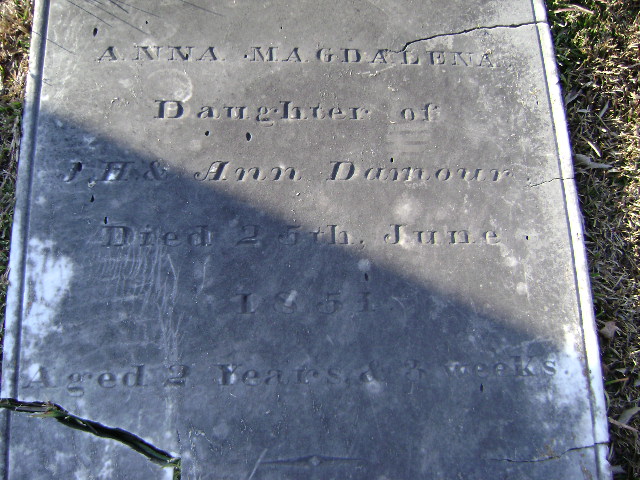 ANNA MAGDALENA
Daughter of
J.H.& Ann Damour.
Died 25th, June
1851.
Aged 2 Years & 3 weeks.